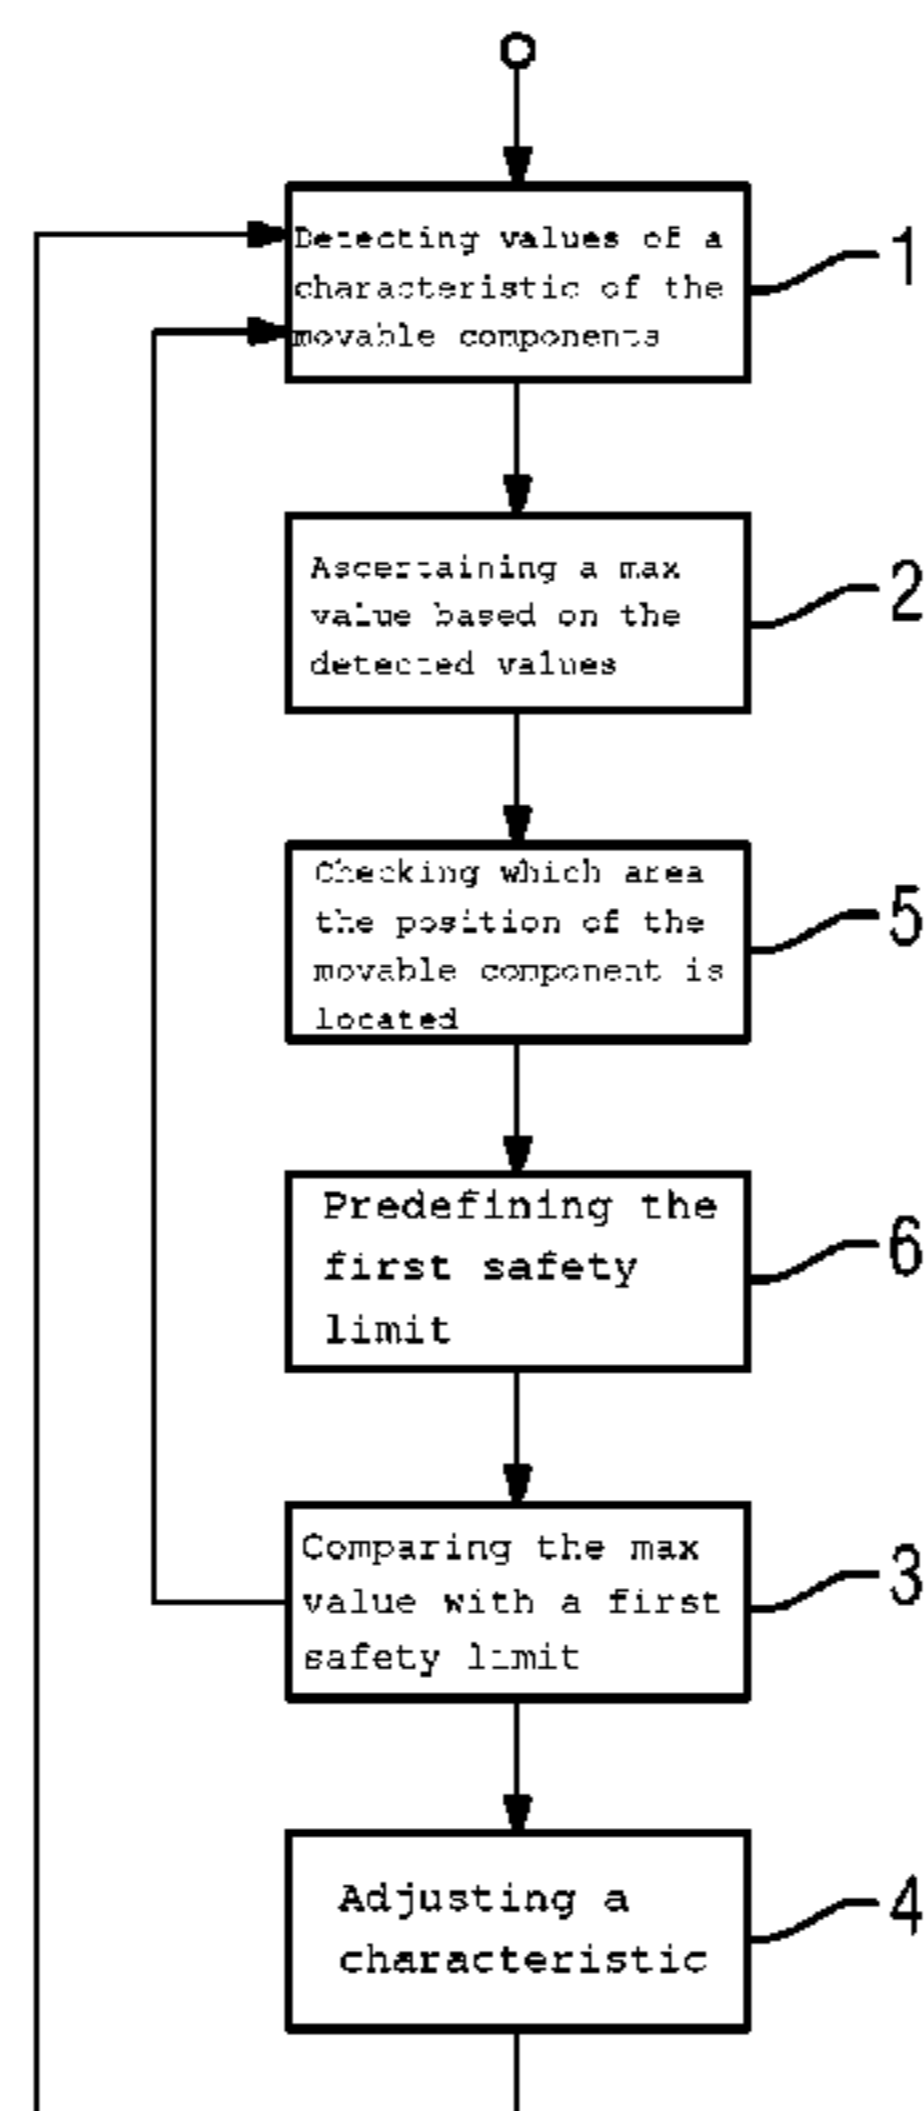 Detecting values of a
characteristic of the
movable components
1
Ascertaining a max
value based on the
detected values
2
Checking which area
the position of the
movable component is
located
5
Predefining the
first safety
limit
6
Comparing the max
value with a first
safety limit
3
Adjusting a
characteristic
4